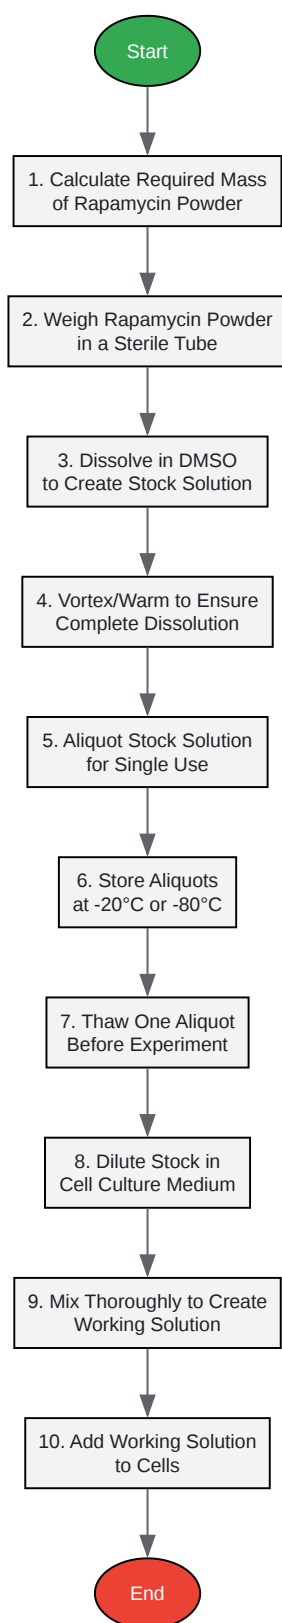 Start
1. Calculate Required Mass
of Rapamycin Powder
2. Weigh Rapamycin Powder
in a Sterile Tube
3. Dissolve in DMSO
to Create Stock Solution
4. Vortex/Warm to Ensure
Complete Dissolution
5. Aliquot Stock Solution
for Single Use
6. Store Aliquots
at -20°C or -80°C
7. Thaw One Aliquot
Before Experiment
8. Dilute Stock in
Cell Culture Medium
9. Mix Thoroughly to Create
Working Solution
10. Add Working Solution
to Cells
End